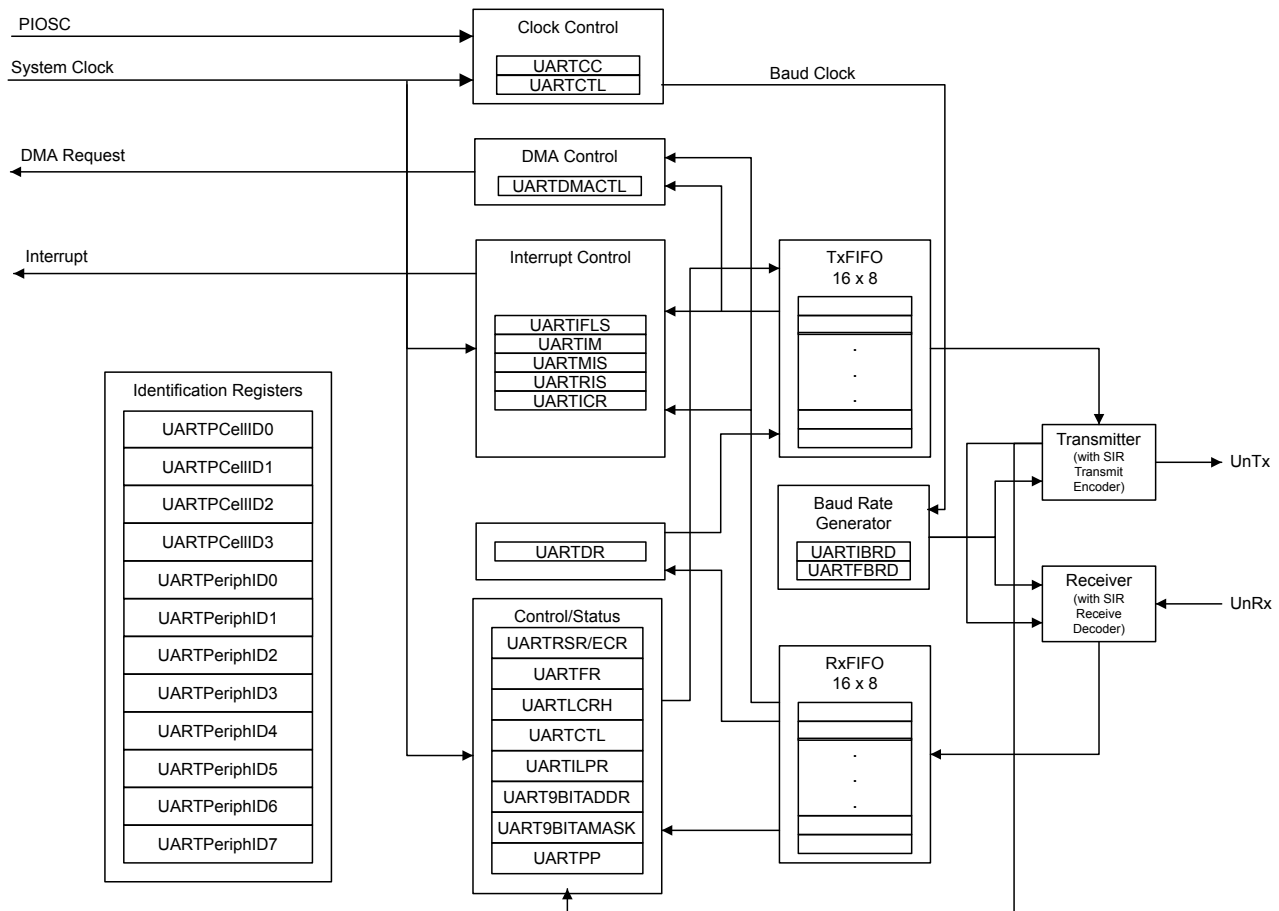 PIOSC
System Clock
Clock Control
UARTCC
UARTCTL
Baud Clock
DMA Request
DMA Control
UARTDMACTL
Interrupt
Interrupt Control
UARTIFLS
UARTIM
UARTMIS
UARTRIS
UARTICR
TxFIFO
16 x 8
.
.
.
Identification Registers
UARTPCellID0
UARTPCellID1
UARTPCellID2
UARTPCellID3
UARTPeriphID0
UARTPeriphID1
UARTPeriphID2
UARTPeriphID3
UARTPeriphID4
UARTPeriphID5
UARTPeriphID6
UARTPeriphID7
UARTDR
Baud Rate
Generator
UARTIBRD
UARTFBRD
Transmitter
(with SIR
Transmit
Encoder)
UnTx
Receiver
(with SIR
Receive
Decoder)
UnRx
Control/Status
UARTRSR/ECR
UARTFR
UARTLCRH
UARTCTL
UARTILPR
UART9BITADDR
UART9BITAMASK
UARTPP
RxFIFO
16 x 8
.
.
.